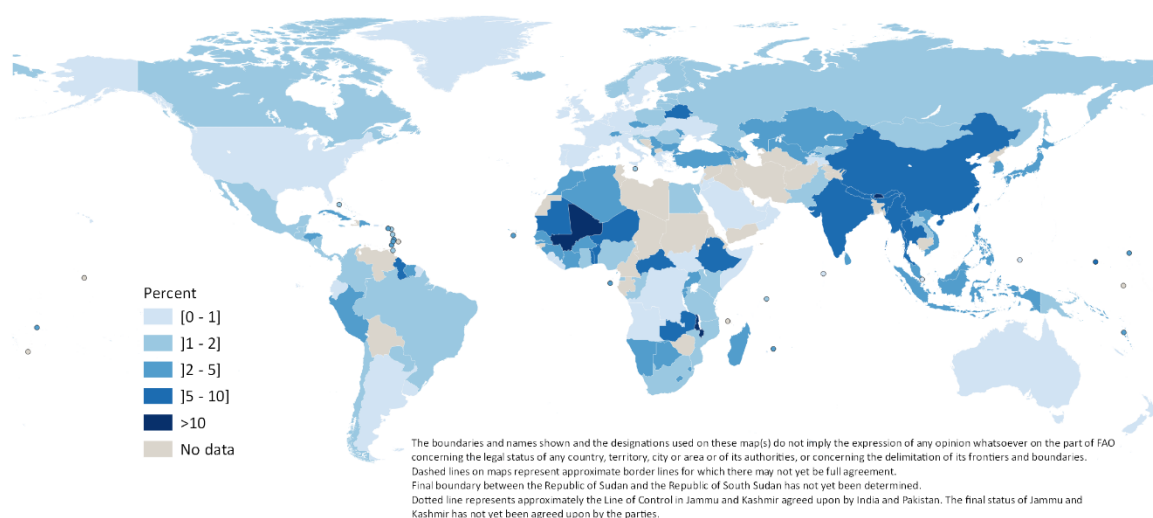 Percent
[0 - 1]
]1 - 2]
]2 - 5]
]5 - 10]
>10
No data
The boundaries and names shown and the designations used on these map(s) do not imply the expression of any opinion whatsoever on the part of FAO
concerning the legal status of any country, territory, city or area or of its authorities, or concerning the delimitation of its frontiers and boundaries.
Dashed lines on maps represent approximate border lines for which there may not yet be full agreement.
Final boundary between the Republic of Sudan and the Republic of South Sudan has not yet been determined.
Dotted line represents approximately the Line of Control in Jammu and Kashmir agreed upon by India and Pakistan. The final status of Jammu and
Kashmir has not yet been agreed upon by the parties.